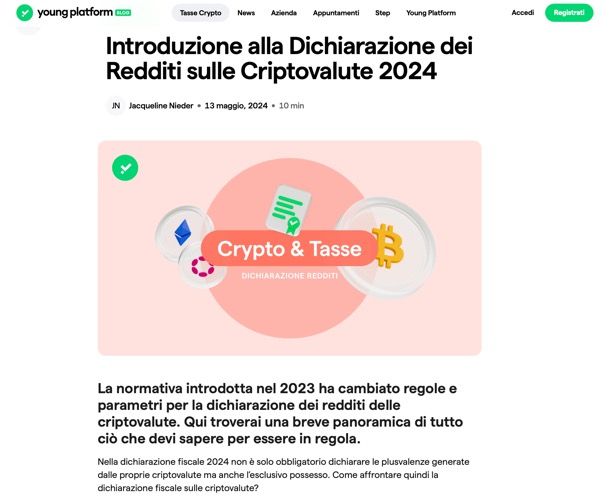 young platform BLOG
Tasse Crypto
News
Azienda
Appuntamenti
Step
Young Platform
Accedi
Registrati
Introduzione alla Dichiarazione dei
Redditi sulle Criptovalute 2024
JN Jacqueline Nieder • 13 maggio, 2024 • 10 min
Crypto & Tasse
DICHIARAZIONE REDDITI
La normativa introdotta nel 2023 ha cambiato regole e
parametri per la dichiarazione dei redditi delle
criptovalute. Qui troverai una breve panoramica di tutto
ciò che devi sapere per essere in regola.
Nella dichiarazione fiscale 2024 non è solo obbligatorio dichiarare le plusvalenze generate
dalle proprie criptovalute ma anche l'esclusivo possesso. Come affrontare quindi la
dichiarazione fiscale sulle criptovalute?